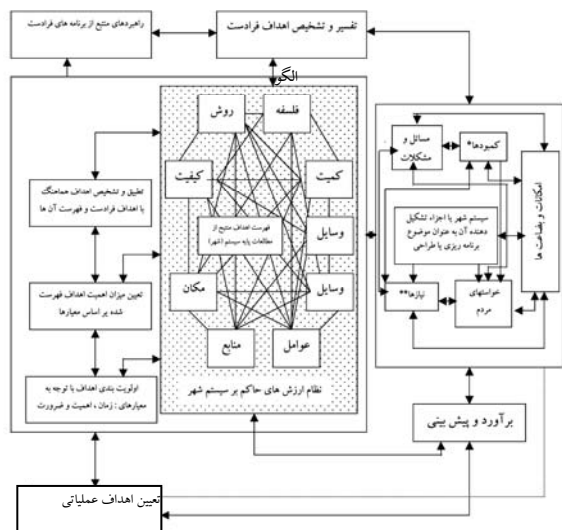 راهبردهای منتج از برنامه های فرادست
تفسیر و تشخیص اهداف فرادست
الگو
روش
فلسفه
کیفیت
کمیت
فهرست اهداف منتج از
مطالعات پایه سیستم (شهر)
وسایل
مکان
وسایل
منابع
عوامل
نظام ارزش های حاکم بر سیستم شهر
تطبیق و تشخیص اهداف هماهنگ
با اهداف فرادست و فهرست آن ها
تعیین میزان اهمیت اهداف فهرست
شده بر اساس معیارها
اولویت بندی اهداف با توجه به
معیارهای : زمان ، اهمیت و ضرورت
مسائل و
مشکلات
کمبودها*
امکانات و بضاعت ها
سیستم شهر یا اجزاء تشکیل
دهنده آن به عنوان موضوع
برنامه ریزی یا طراحی
نیازها**
خواستهای
مردم
برآورد و پیش بینی
تعیین اهداف عملیاتی